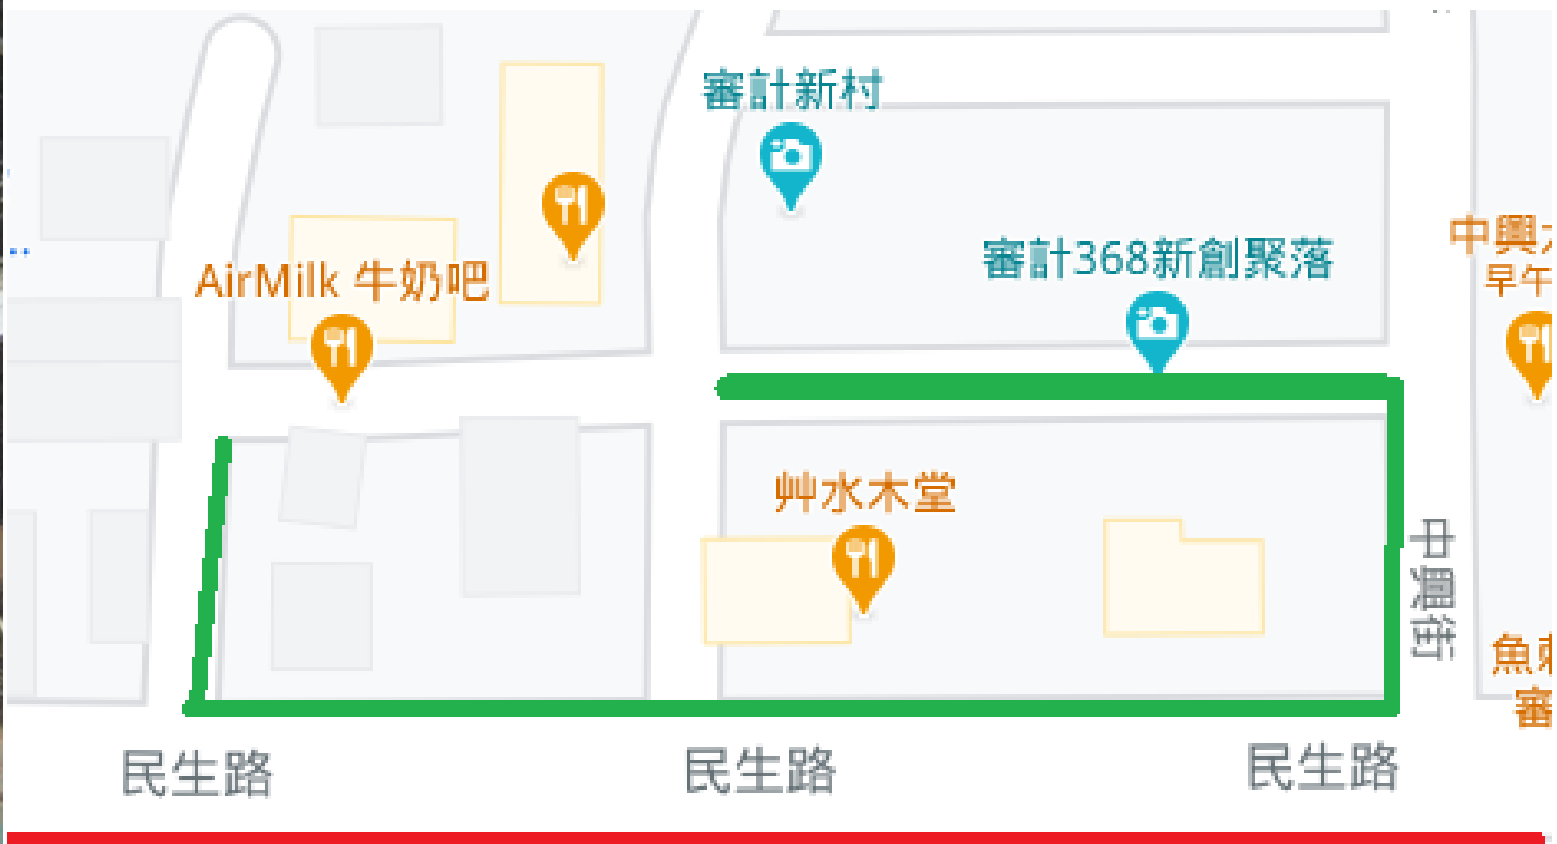 審計新村
審計368新創聚落
中興
早午
AirMilk 牛奶吧
艸水木堂
中興街
魚
審
民生路
民生路
民生路